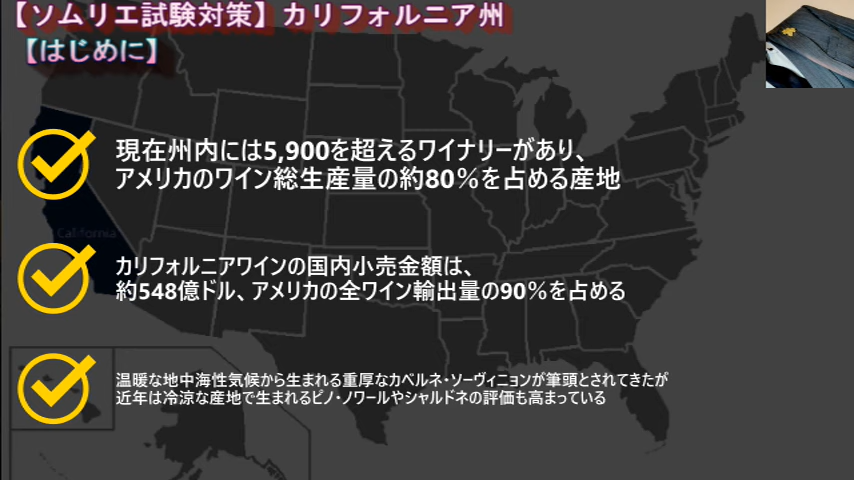 【ソムリエ試験対策】カリフォルニア州
【はじめに】
現在州内には5,900を超えるワイナリーがあり、
アメリカのワイン総生産量の約80%を占める産地
California
カリフォルニアワインの国内小売金額は、
約548億ドル、アメリカの全ワイン輸出量の90%を占める
温暖な地中海性気候から生まれる重厚なカベルネ・ソーヴィニョンが筆頭とされてきたが
近年は冷涼な産地で生まれるピノ・ノワールやシャルドネの評価も高まっている